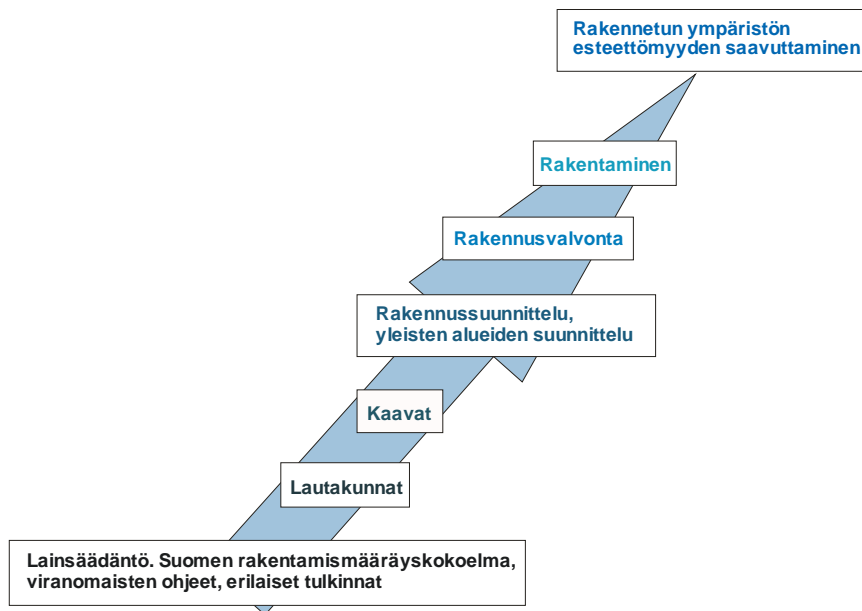 Rakennetun ympäristön
esteettömyyden saavuttaminen
Rakentaminen
Rakennusvalvonta
Rakennussuunnittelu,
yleisten alueiden suunnittelu
Kaavat
Lautakunnat
Lainsäädäntö. Suomen rakentamismääräyskokoelma,
viranomaisten ohjeet, erilaiset tulkinnat